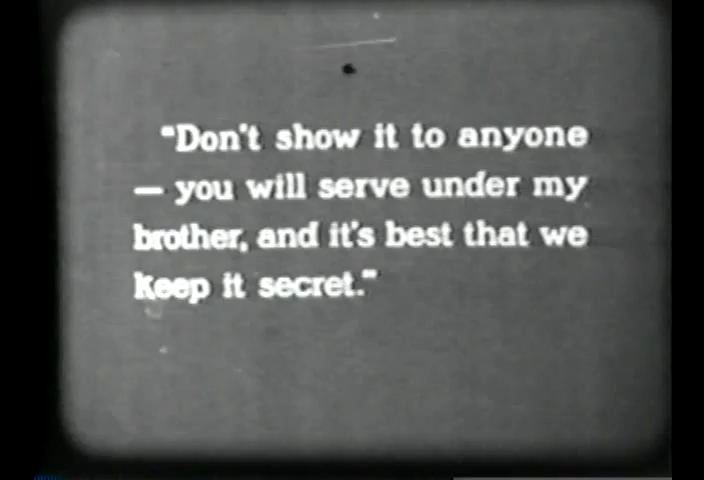 "Don't show it to anyone
— you will serve under my
brother, and it's best that we
keep it secret."